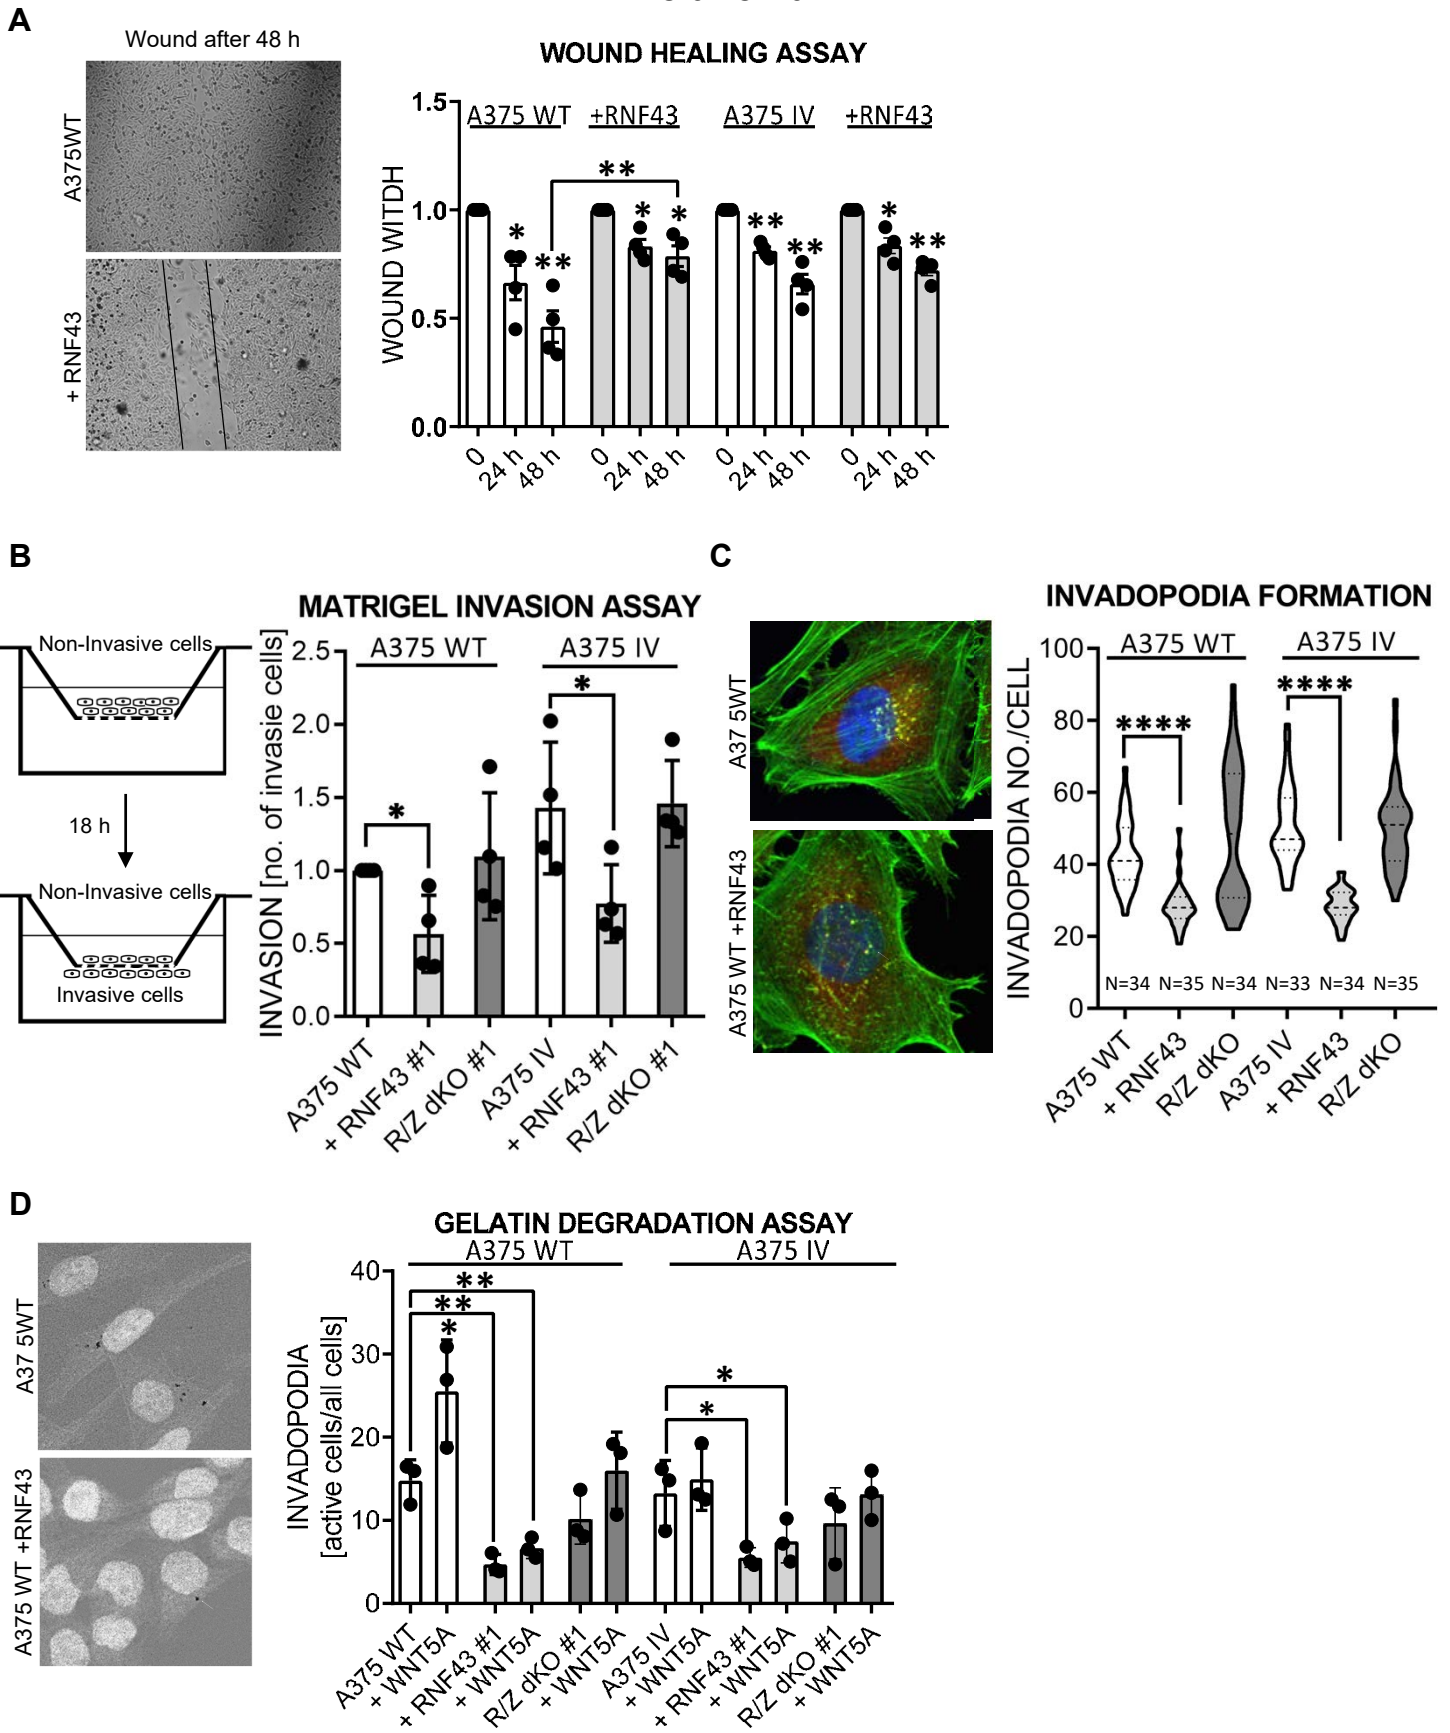 A
Wound after 48 h
A375WT
+ RNF43
WOUND HEALING ASSAY
WOUND WITDH
1.5
1.0
0.5
0.0
A375 WT
+RNF43
A375 IV
+RNF43
**
*
**
*
*
**
**
*
**
0
24 h
48 h
0
24 h
48 h
0
24 h
48 h
0
24 h
48 h
B
Non-Invasive cells
18 h
Non-Invasive cells
Invasive cells
MATRIGEL INVASION ASSAY
INVASION [no. of invasie cells]
2.5
2.0
1.5
1.0
0.5
0.0
A375 WT
A375 IV
*
*
A375 WT
+ RNF43 #1
R/Z dKO #1
A375 IV
+ RNF43 #1
R/Z dKO #1
C
A37 5WT
A375 WT +RNF43
INVADOPODIA FORMATION
INVADOPODIA NO./CELL
100
80
60
40
20
0
A375 WT
A375 IV
****
****
N=34
N=35
N=34
N=33
N=34
N=35
A375 WT
+ RNF43
R/Z dKO
A375 IV
+ RNF43
R/Z dKO
D
A37 5WT
A375 WT +RNF43
GELATIN DEGRADATION ASSAY
INVADOPODIA
[active cells/all cells]
40
30
20
10
0
A375 WT
A375 IV
**
**
*
*
*
A375 WT
+ WNT5A
+ RNF43 #1
+ WNT5A
R/Z dKO #1
+ WNT5A
A375 IV
+ WNT5A
+ RNF43 #1
+ WNT5A
R/Z dKO #1
+ WNT5A